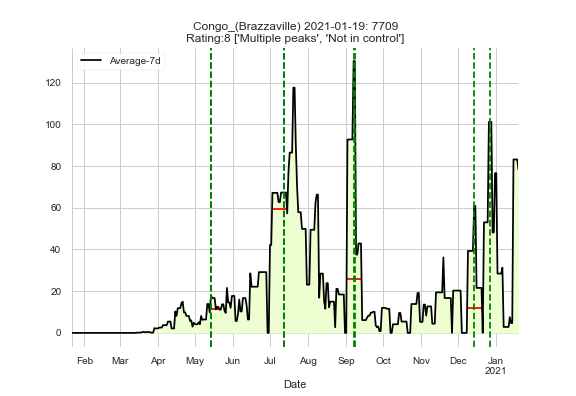 Congo_(Brazzaville) 2021-01-19: 7709
Rating:8 ['Multiple peaks', 'Not in control']
Average-7d
120
100
80
60
40
20
0
Feb Mar Apr May Jun Jul Aug Sep Oct Nov Dec Jan
2021
Date